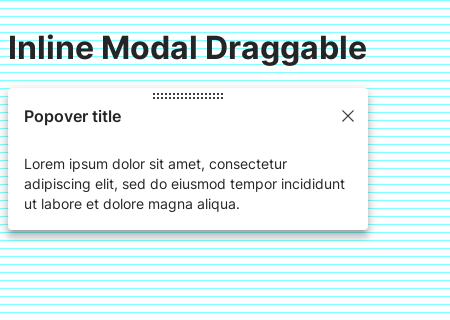 Inline Modal Draggable
Popover title
Lorem ipsum dolor sit amet, consectetur
adipiscing elit, sed do eiusmod tempor incididunt
ut labore et dolore magna aliqua.